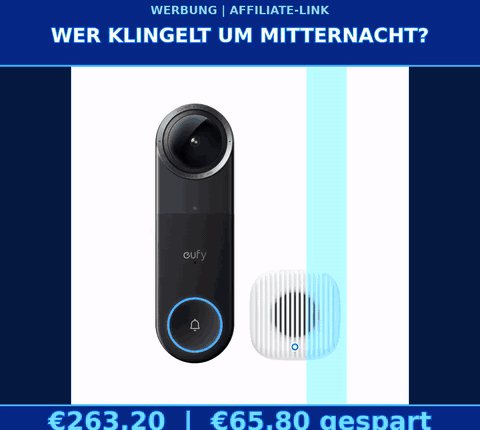 WERBUNG | AFFILIATE-LINK
WER KLINGELT UM MITTERNACHT?
eufy
€263.20 | €65.80 gespart